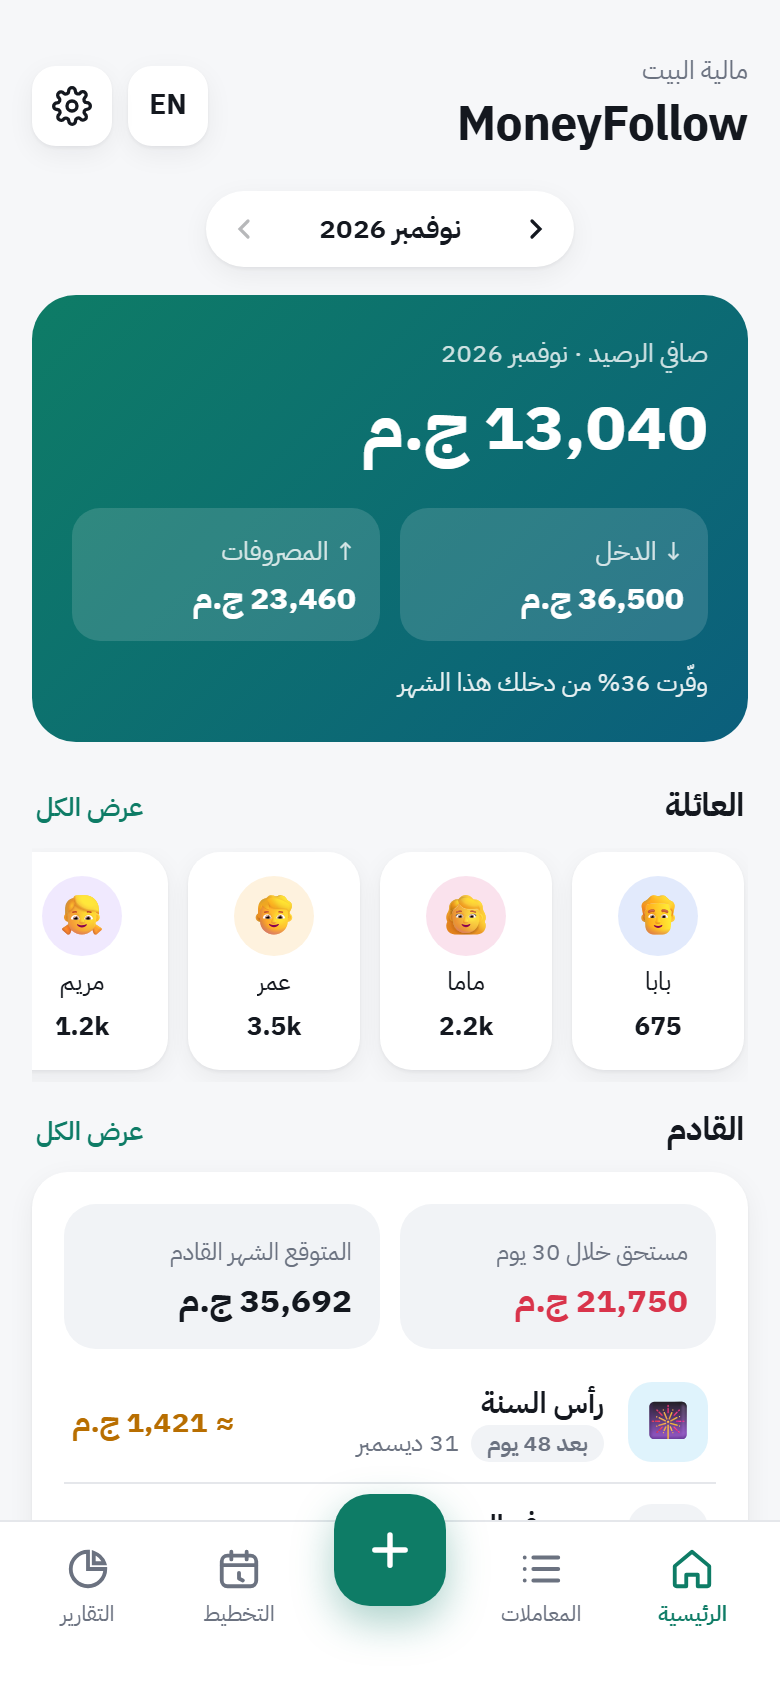 مالية البيت
MoneyFollow
EN
نوفمبر 2026
صافي الرصيد · نوفمبر 2026
13,040 ج.م
↓ الدخل
36,500 ج.م
↑ المصروفات
23,460 ج.م
وفّرت 36% من دخلك هذا الشهر
العائلة
عرض الكل
بابا
675
ماما
2.2k
عمر
3.5k
مريم
1.2k
القادم
عرض الكل
مستحق خلال 30 يوم
21,750 ج.م
المتوقع الشهر القادم
35,692 ج.م
رأس السنة
بعد 48 يوم
31 ديسمبر
≈ 1,421 ج.م
الرئيسية
المعاملات
التخطيط
التقارير